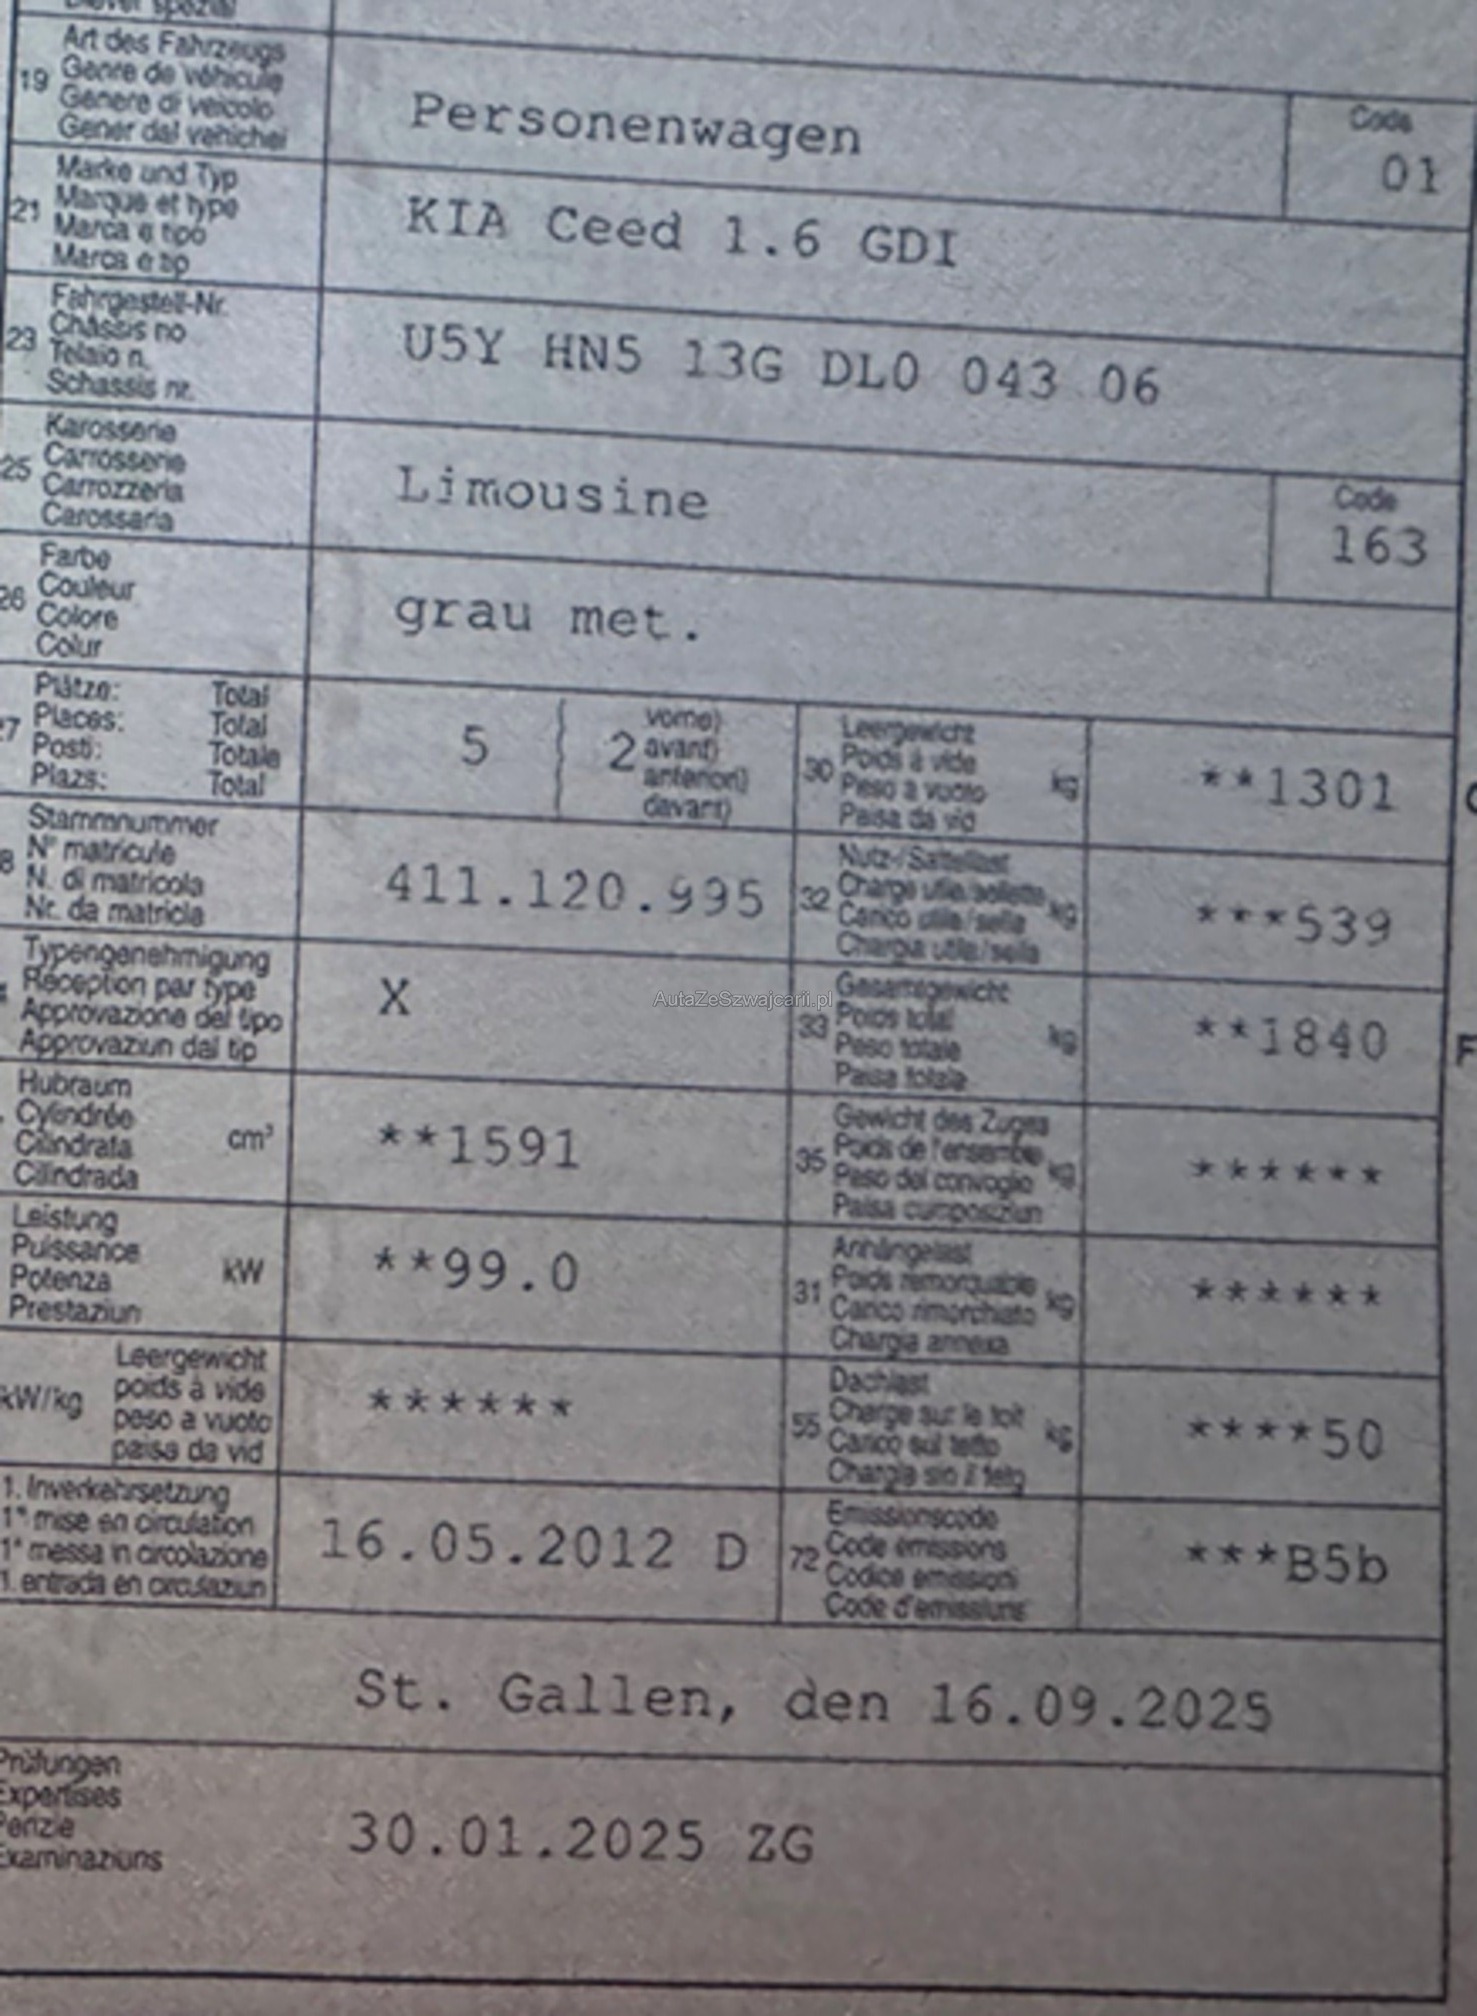 Art des Fahrzeugs
19 Genre de véhicule
Genere di veicolo
Gener dal vehichel
Personenwagen
Code
01
Marke und Typ
21 Marque et type
Marca e tipo
Marca e tip
KIA Ceed 1.6 GDI
Fahrgestell-Nr.
23 Châssis no
Telaio n.
Schassis nr.
U5Y HN5 13G DL0 043 06
Karosserie
25 Carrosserie
Carrozzeria
Carossaria
Limousine
Code
163
Farbe
26 Couleur
Colore
Colur
grau met.
Plätze: Total
27 Places: Total
Posti: Totale
Plazs: Total
5
2
vorne)
avant)
anteriori)
davant)
Leergewicht
30 Poids à vide kg
Peso a vuoto
Paisa da vid
**1301
Stammnummer
8 N° matricule
N. di matricola
Nr. da matricla
411.120.995
Nutz-/Sattellast
32 Charge utile/sellette kg
Carico utile/sella
Chargia utila/sella
***539
Typengenehmigung
Réception par type
Approvazione del tipo
Approvaziun dal tip
X
AutaZeSzwajcarii.pl
Gesamtgewicht
33 Poids total kg
Peso totale
Paisa totala
**1840
Hubraum
Cylindrée cm³
Cilindrata
Cilindrada
**1591
Gewicht des Zuges
35 Poids de l'ensemble kg
Peso del convoglio
Paisa cumposiziun
******
Leistung
Puissance kW
Potenza
Prestaziun
**99.0
Anhängelast
31 Poids remorquable kg
Carico rimorchiato
Chargia annexa
******
Leergewicht
kW/kg poids à vide
peso a vuoto
paisa da vid
******
Dachlast
55 Charge sur le toit kg
Carico sul tetto
Chargia sin il tetg
****50
1. Inverkehrsetzung
1re mise en circulation
1a messa in circolazione
1. entrada en circulaziun
16.05.2012 D
Emissionscode
72 Code émissions
Codice emissioni
Code d'emissiuns
***B5b
St. Gallen, den 16.09.2025
Prüfungen
Expertises
Perizie
Examinaziuns
30.01.2025 ZG